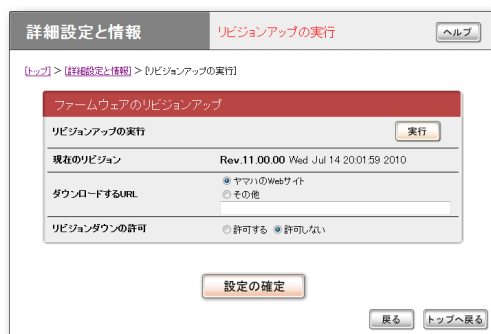 詳細設定と情報 リビジョンアップの実行 ヘルプ
[トップ] > [詳細設定と情報] > [リビジョンアップの実行]
ファームウェアのリビジョンアップ
リビジョンアップの実行 実行
現在のリビジョン Rev.11.00.00 Wed Jul 14 20:01:59 2010
ダウンロードするURL ヤマハのWebサイト
その他
リビジョンダウンの許可 許可する 許可しない
設定の確定
戻る トップへ戻る